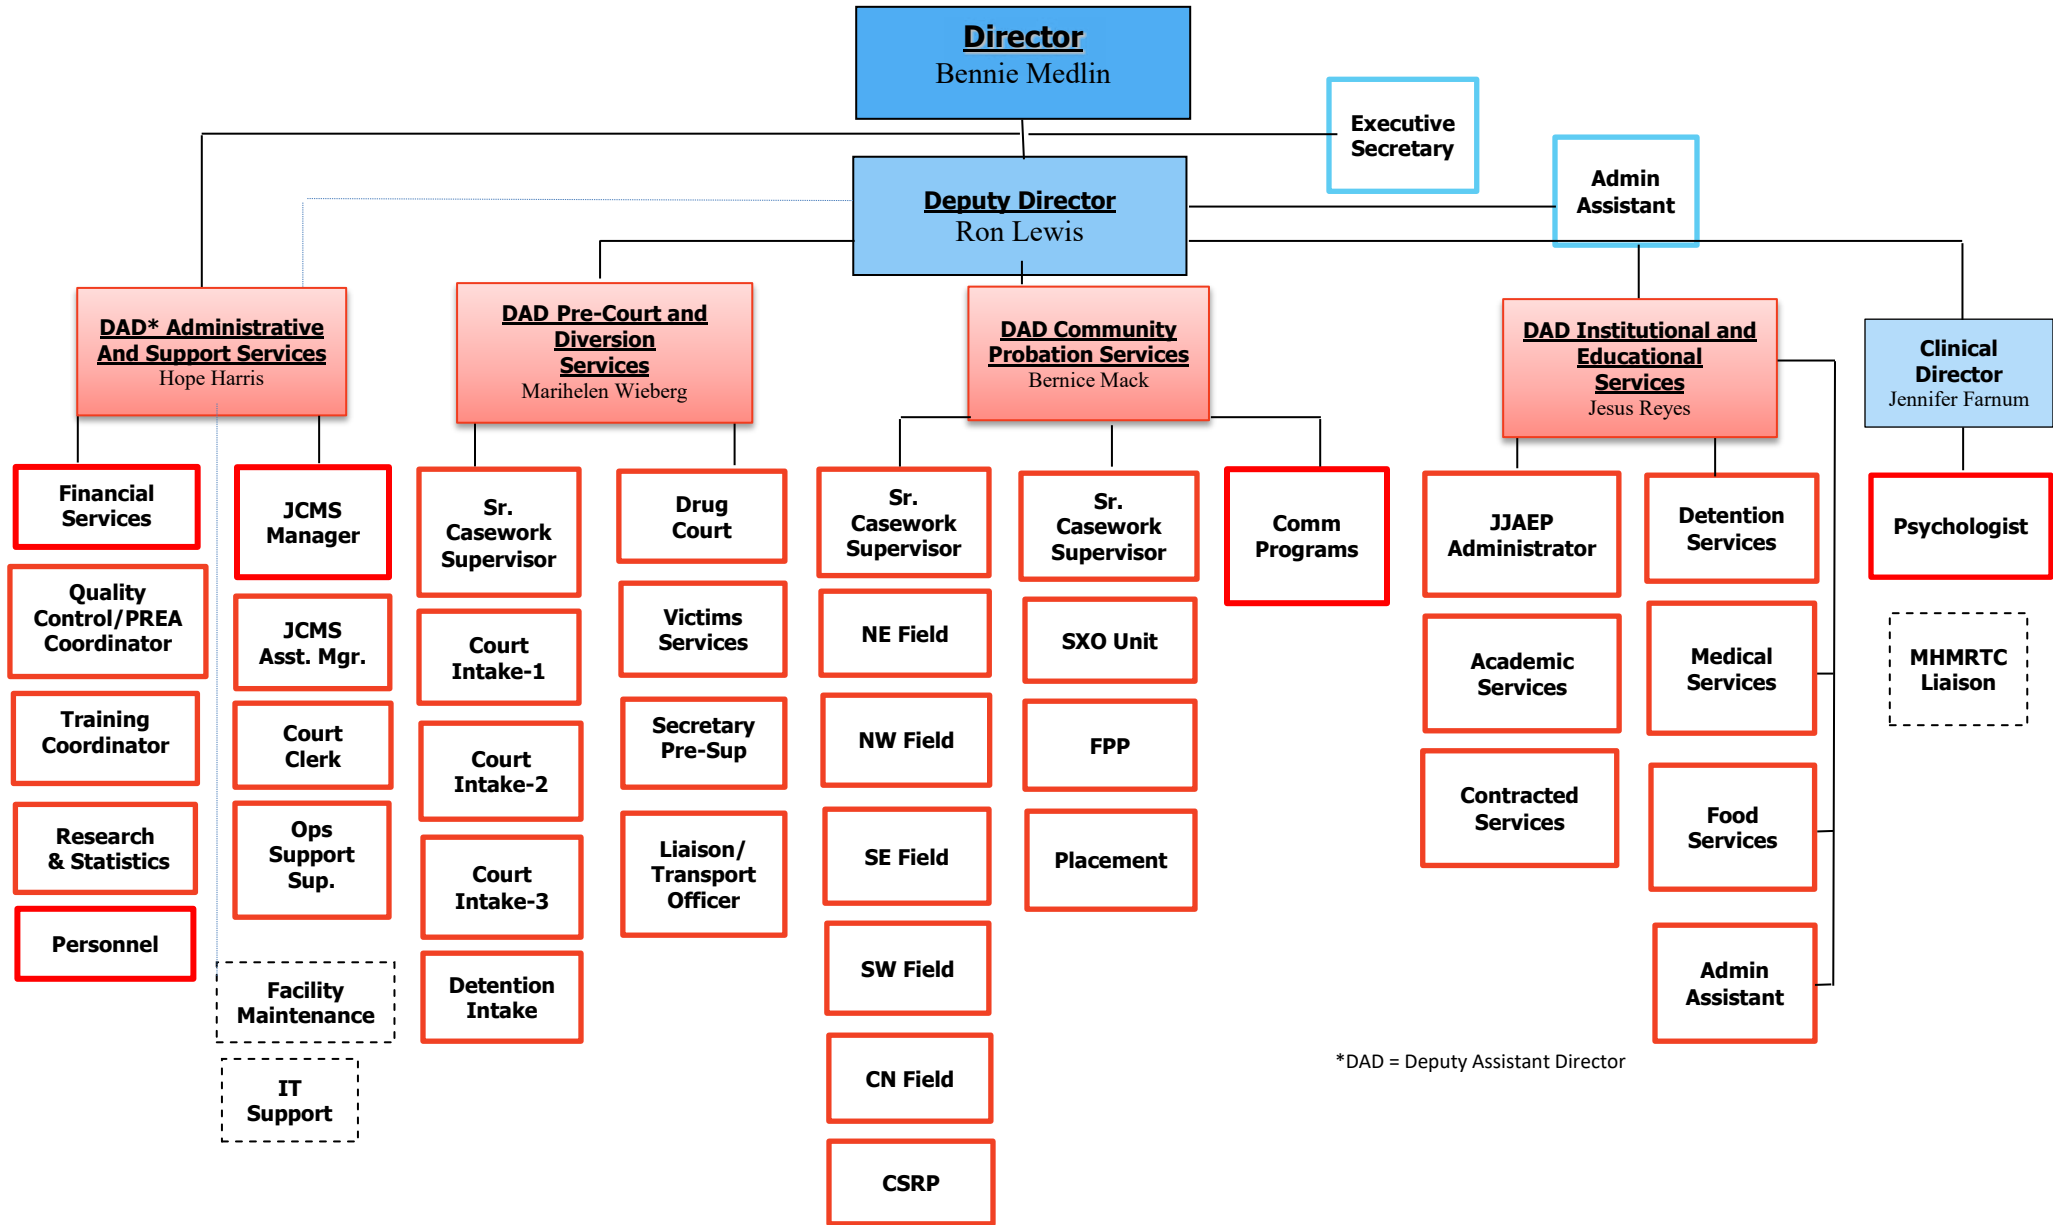 Director
Bennie Medlin
Executive
Secretary
Admin
Assistant
Deputy Director
Ron Lewis
DAD* Administrative
And Support Services
Hope Harris
DAD Pre-Court and
Diversion
Services
Marihelen Wieberg
DAD Community
Probation Services
Bernice Mack
DAD Institutional and
Educational
Services
Jesus Reyes
Clinical
Director
Jennifer Farnum
Financial
Services
Quality
Control/PREA
Coordinator
Training
Coordinator
Research
& Statistics
Personnel
JCMS
Manager
JCMS
Asst. Mgr.
Court
Clerk
Ops
Support
Sup.
Facility
Maintenance
IT
Support
Sr.
Casework
Supervisor
Court
Intake-1
Court
Intake-2
Court
Intake-3
Detention
Intake
Drug
Court
Victims
Services
Secretary
Pre-Sup
Liaison/
Transport
Officer
Sr.
Casework
Supervisor
NE Field
NW Field
SE Field
SW Field
CN Field
CSRP
Sr.
Casework
Supervisor
SXO Unit
FPP
Placement
Comm
Programs
JJAEP
Administrator
Academic
Services
Contracted
Services
Detention
Services
Medical
Services
Food
Services
Admin
Assistant
Psychologist
MHMRTC
Liaison
*DAD = Deputy Assistant Director